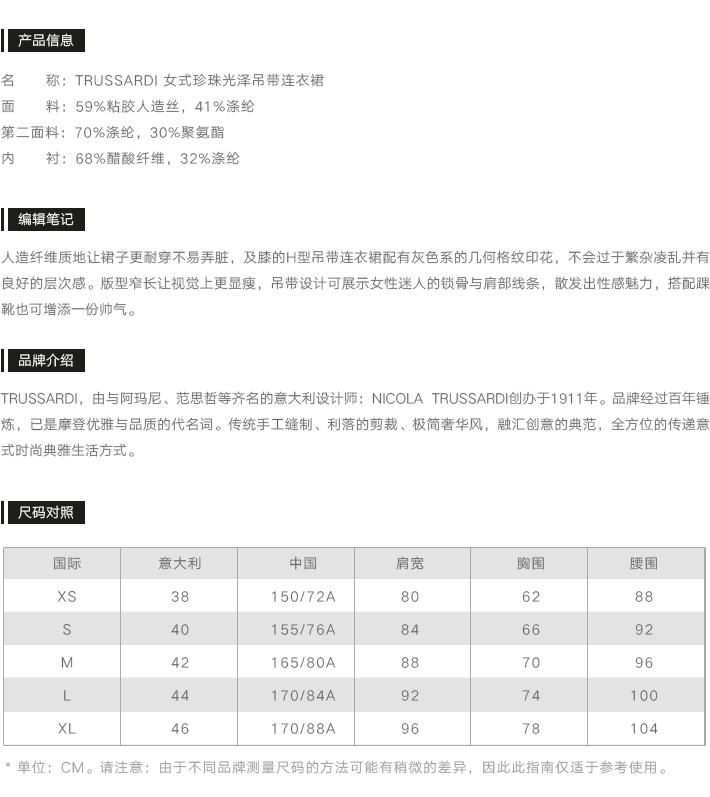 产品信息
名 称：TRUSSARDI 女式珍珠光泽吊带连衣裙
面 料：59%粘胶人造丝，41%涤纶
第二面料：70%涤纶，30%聚氨酯
内 衬：68%醋酸纤维，32%涤纶
编辑笔记
人造纤维质地让裙子更耐穿不易弄脏，及膝的H型吊带连衣裙配有灰色系的几何格纹印花，不会过于繁杂凌乱并有
良好的层次感。版型窄长让视觉上更显瘦，吊带设计可展示女性迷人的锁骨与肩部线条，散发出性感魅力，搭配踝
靴也可增添一份帅气。
品牌介绍
TRUSSARDI，由与阿玛尼、范思哲等齐名的意大利设计师：NICOLA TRUSSARDI创办于1911年。品牌经过百年锤
炼，已是摩登优雅与品质的代名词。传统手工缝制、利落的剪裁、极简奢华风，融汇创意的典范，全方位的传递意
式时尚典雅生活方式。
尺码对照
国际 意大利 中国 肩宽 胸围 腰围
XS 38 150/72A 80 62 88
S 40 155/76A 84 66 92
M 42 165/80A 88 70 96
L 44 170/84A 92 74 100
XL 46 170/88A 96 78 104
* 单位：CM。请注意：由于不同品牌测量尺码的方法可能有稍微的差异，因此此指南仅适于参考使用。